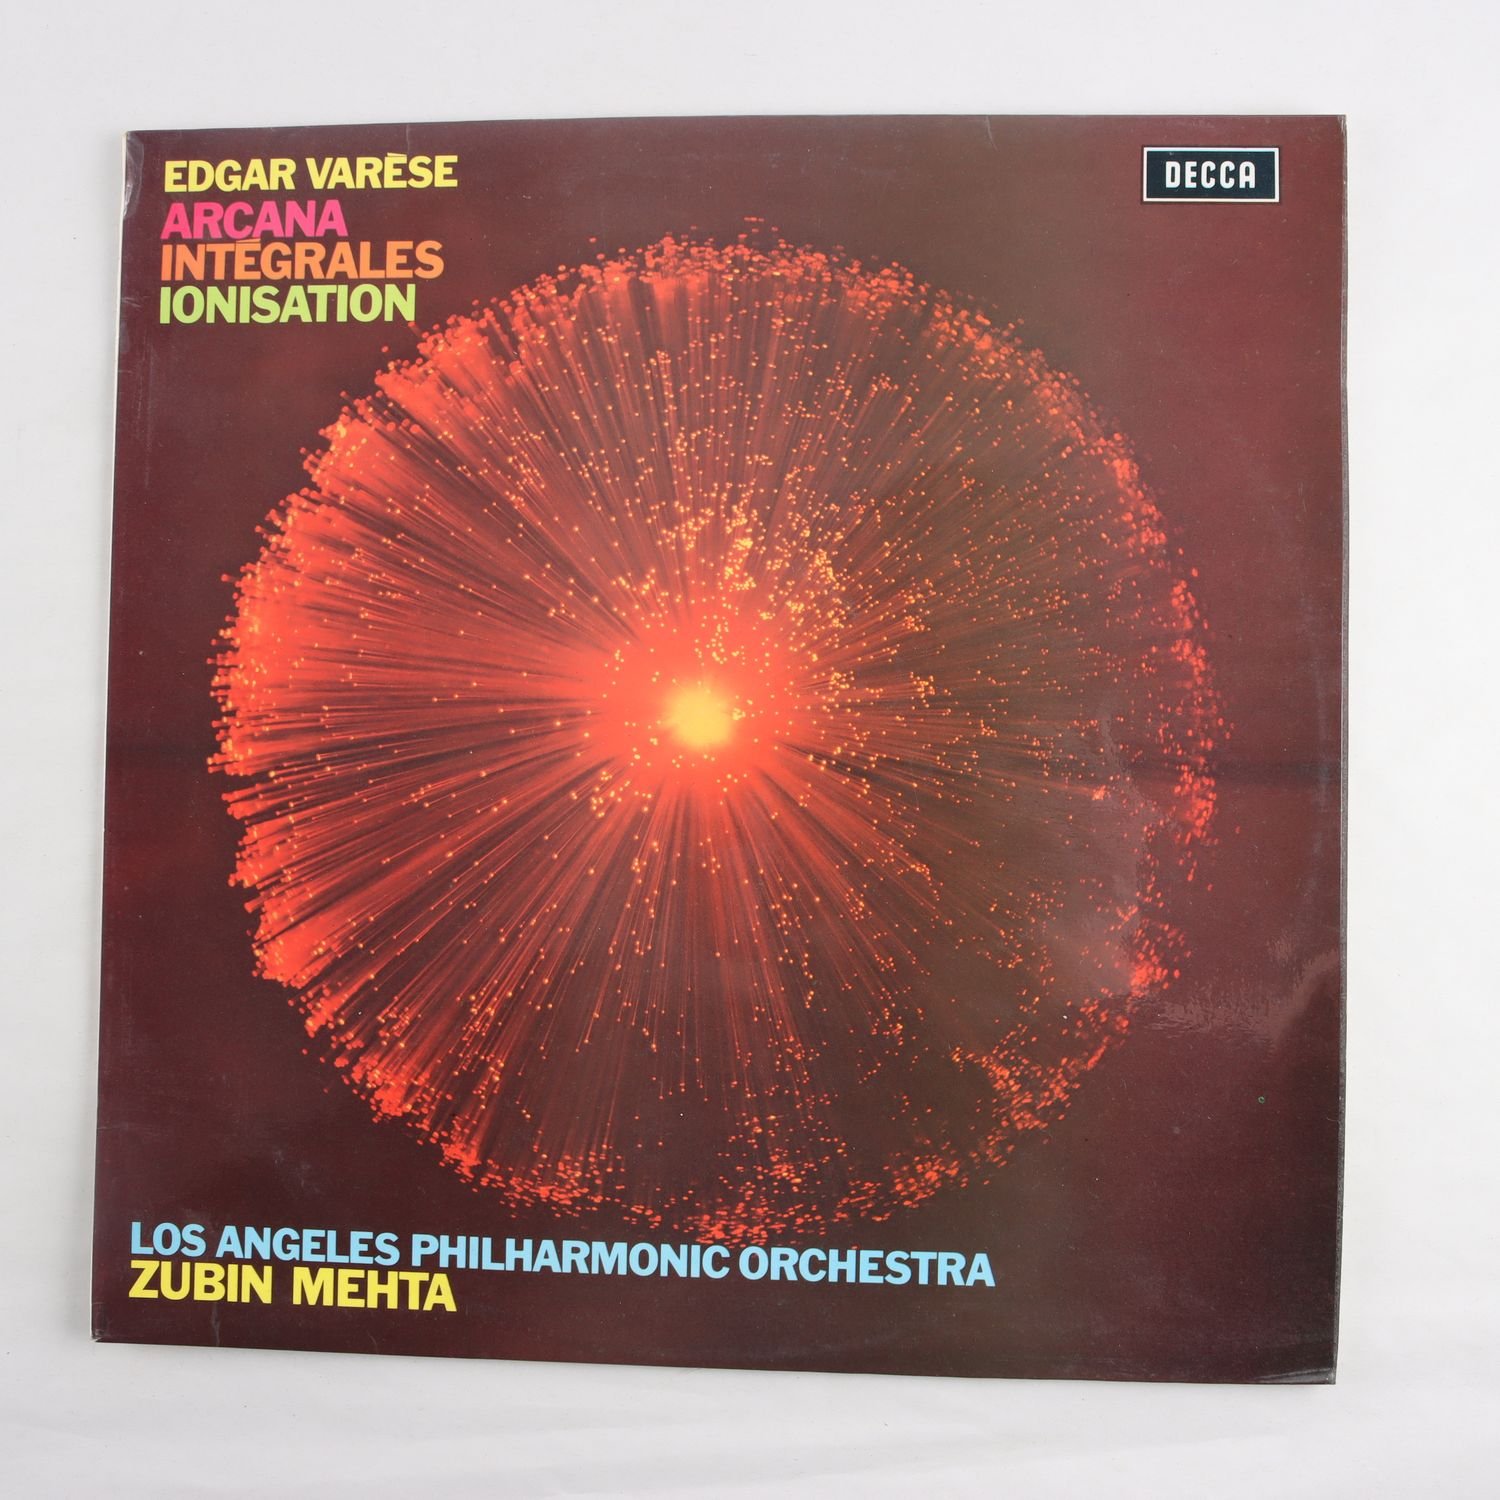 EDGAR VARÈSE
ARCANA
INTÉGRALES
IONISATION
DECCA
LOS ANGELES PHILHARMONIC ORCHESTRA
ZUBIN MEHTA